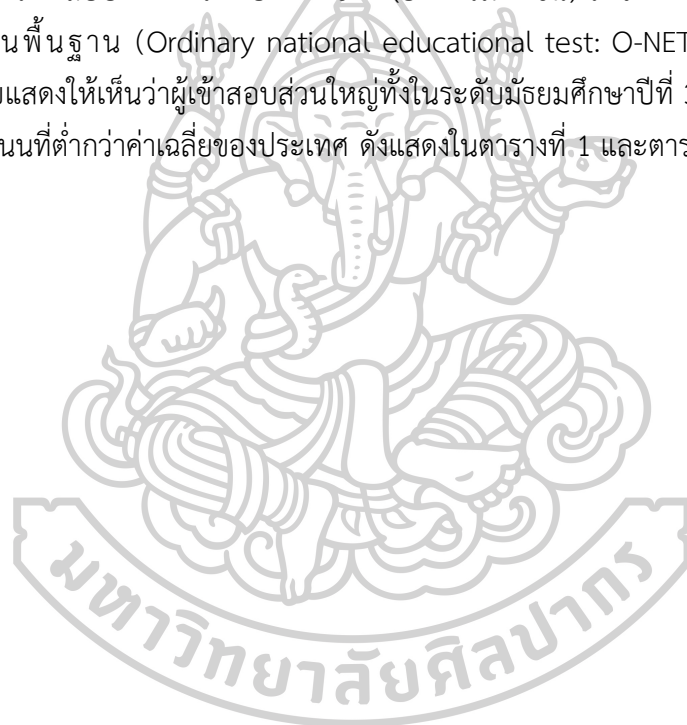 นพื้นฐาน (Ordinary national educational test: O-NET
แสดงให้เห็นว่าผู้เข้าสอบส่วนใหญ่ทั้งในระดับมัธยมศึกษาปีที่ 3
นนที่ต่ำกว่าค่าเฉลี่ยของประเทศ ดังแสดงในตารางที่ 1 และตาร
มหาวิทยาลัยศิลปากร